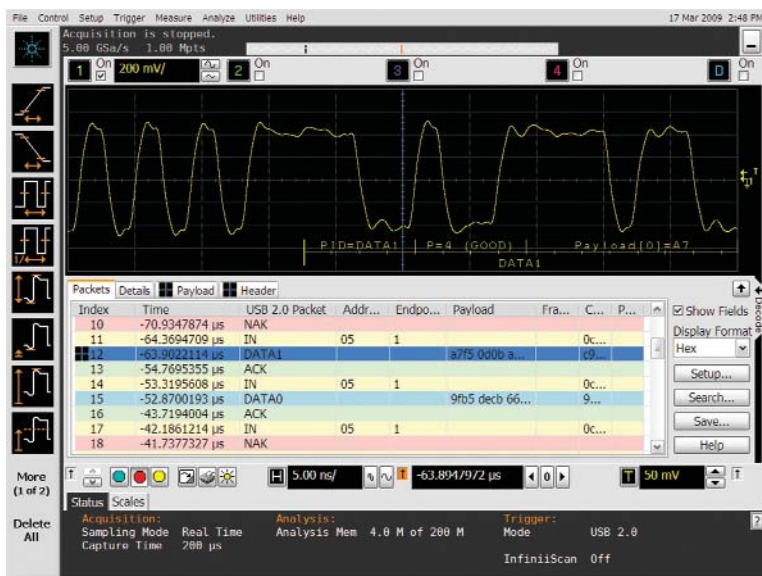 File Control Setup Trigger Measure Analyze Utilities Help 17 Mar 2009 2:48 PM
Acquisition is stopped.
5.00 GSa/s 1.00 Mpts
1 On 200 mV/ 2 On 3 On 4 On D On
T
PID=DATA1 P=4 (GOOD) Payload[0]=A7
DATA1
Packets Details Payload Header
Index Time USB 2.0 Packet Addr... Endpo... Payload Fra... C... P...
10 -70.9347874 µs NAK
11 -64.3694709 µs IN 05 1 0c...
12 -63.9022114 µs DATA1 a7f5 0d0b a... c9...
13 -54.7695355 µs ACK
14 -53.3195608 µs IN 05 1 0c...
15 -52.8700193 µs DATA0 9fb5 decb 66... 9...
16 -43.7194004 µs ACK
17 -42.1861214 µs IN 05 1 0c...
18 -41.7377327 µs NAK
Decode
Show Fields
Display Format
Hex
Setup...
Search...
Save...
Help
More
(1 of 2)
Delete
All
H 5.00 ns/ -63.8947972 µs 0 T 50 mV
Status Scales
Acquisition: Analysis: Trigger:
Sampling Mode Real Time Analysis Mem 4.0 M of 200 M Mode USB 2.0
Capture Time 200 µs
InfiniiScan Off
?